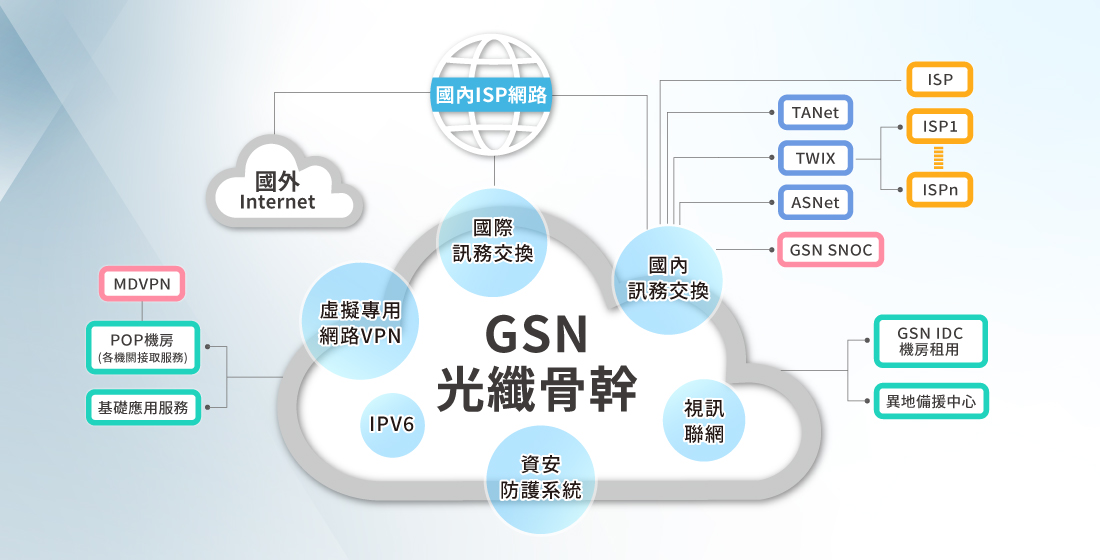 國內ISP網路
國外
Internet
ISP
TANet
ISP1
TWIX
ISPn
ASNet
GSN SNOC
國際
訊務交換
國內
訊務交換
虛擬專用
網路VPN
MDVPN
POP機房
(各機關接取服務)
基礎應用服務
GSN
光纖骨幹
IPV6
視訊
聯網
資安
防護系統
GSN IDC
機房租用
異地備援中心